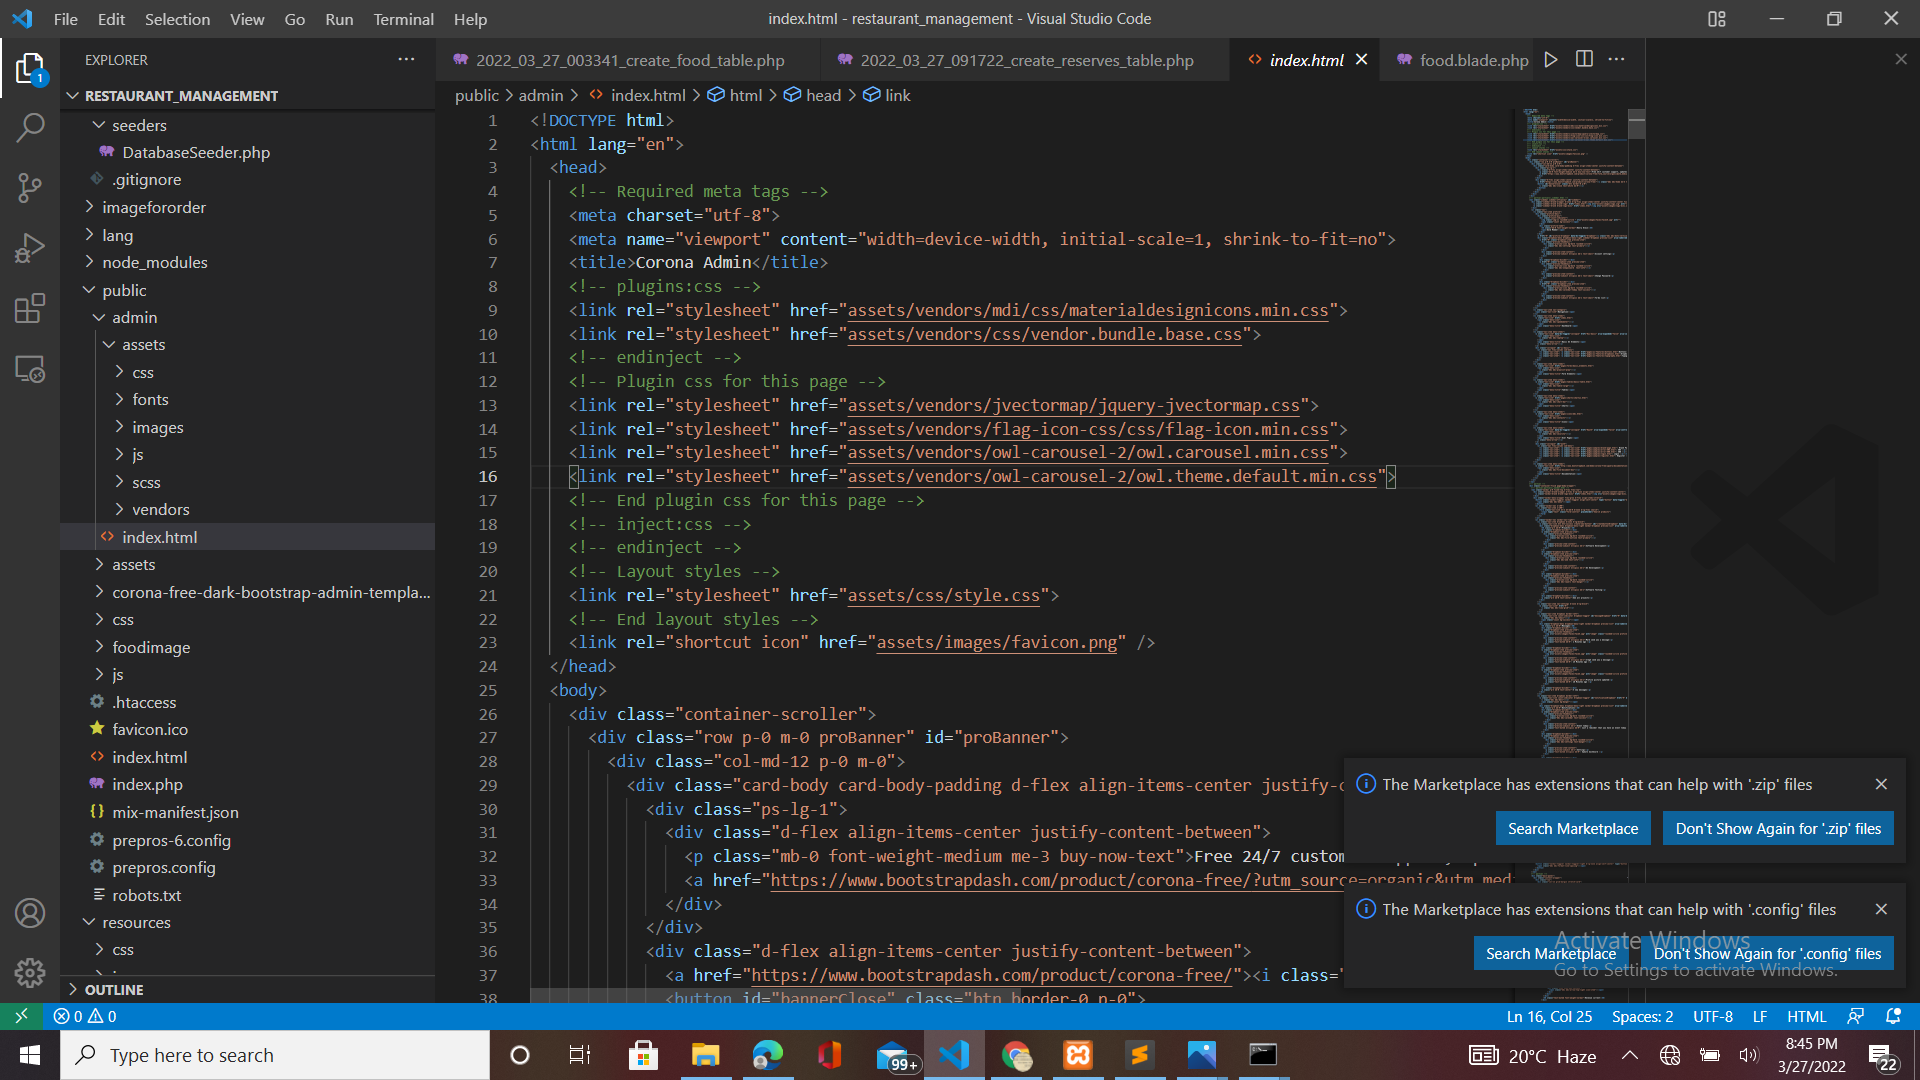 File Edit Selection View Go Run Terminal Help
index.html - restaurant_management - Visual Studio Code
EXPLORER
RESTAURANT_MANAGEMENT
seeders
DatabaseSeeder.php
.gitignore
imagefororder
lang
node_modules
public
admin
assets
css
fonts
images
js
scss
vendors
index.html
assets
corona-free-dark-bootstrap-admin-templa...
css
foodimage
js
.htaccess
favicon.ico
index.html
index.php
mix-manifest.json
prepros-6.config
prepros.config
robots.txt
resources
css
OUTLINE
2022_03_27_003341_create_food_table.php
2022_03_27_091722_create_reserves_table.php
index.html
food.blade.php
public > admin > index.html > html > head > link
1 <!DOCTYPE html>
2 <html lang="en">
3 <head>
4 <!-- Required meta tags -->
5 <meta charset="utf-8">
6 <meta name="viewport" content="width=device-width, initial-scale=1, shrink-to-fit=no">
7 <title>Corona Admin</title>
8 <!-- plugins:css -->
9 <link rel="stylesheet" href="assets/vendors/mdi/css/materialdesignicons.min.css">
10 <link rel="stylesheet" href="assets/vendors/css/vendor.bundle.base.css">
11 <!-- endinject -->
12 <!-- Plugin css for this page -->
13 <link rel="stylesheet" href="assets/vendors/jvectormap/jquery-jvectormap.css">
14 <link rel="stylesheet" href="assets/vendors/flag-icon-css/css/flag-icon.min.css">
15 <link rel="stylesheet" href="assets/vendors/owl-carousel-2/owl.carousel.min.css">
16 <link rel="stylesheet" href="assets/vendors/owl-carousel-2/owl.theme.default.min.css">
17 <!-- End plugin css for this page -->
18 <!-- inject:css -->
19 <!-- endinject -->
20 <!-- Layout styles -->
21 <link rel="stylesheet" href="assets/css/style.css">
22 <!-- End layout styles -->
23 <link rel="shortcut icon" href="assets/images/favicon.png" />
24 </head>
25 <body>
26 <div class="container-scroller">
27 <div class="row p-0 m-0 proBanner" id="proBanner">
28 <div class="col-md-12 p-0 m-0">
29 <div class="card-body card-body-padding d-flex align-items-center justify-c
30 <div class="ps-lg-1">
31 <div class="d-flex align-items-center justify-content-between">
32 <p class="mb-0 font-weight-medium me-3 buy-now-text">Free 24/7 custom
33 <a href="https://www.bootstrapdash.com/product/corona-free/?utm_source=organic&utm_med
34 </div>
35 </div>
36 <div class="d-flex align-items-center justify-content-between">
37 <a href="https://www.bootstrapdash.com/product/corona-free/"><i class="
38 <button id="bannerClose" class="btn border-0 p-0">
The Marketplace has extensions that can help with '.zip' files
Search Marketplace
Don't Show Again for '.zip' files
The Marketplace has extensions that can help with '.config' files
Search Marketplace
Don't Show Again for '.config' files
Activate Windows
Go to Settings to activate Windows.
0 0
Ln 16, Col 25 Spaces: 2 UTF-8 LF HTML
Type here to search
99+
20°C Haze
8:45 PM
3/27/2022
22
1